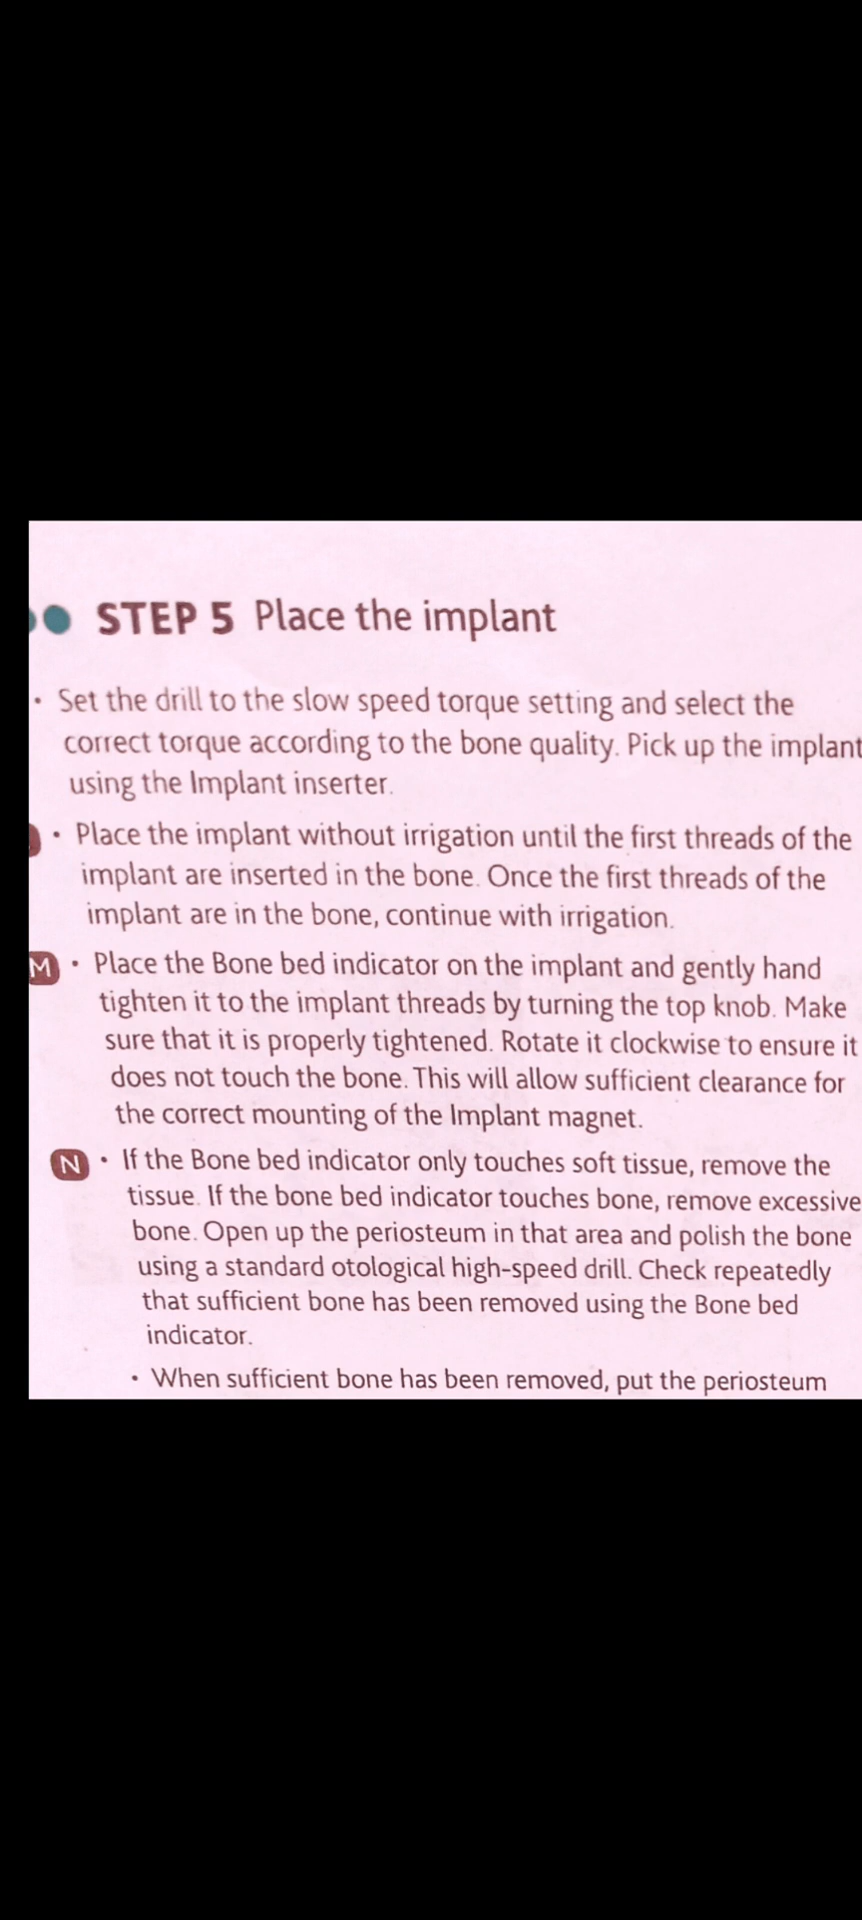 STEP 5 Place the implant
• Set the drill to the slow speed torque setting and select the
correct torque according to the bone quality. Pick up the implant
using the Implant inserter.
• Place the implant without irrigation until the first threads of the
implant are inserted in the bone. Once the first threads of the
implant are in the bone, continue with irrigation.
M • Place the Bone bed indicator on the implant and gently hand
tighten it to the implant threads by turning the top knob. Make
sure that it is properly tightened. Rotate it clockwise to ensure it
does not touch the bone. This will allow sufficient clearance for
the correct mounting of the Implant magnet.
N • If the Bone bed indicator only touches soft tissue, remove the
tissue. If the bone bed indicator touches bone, remove excessive
bone. Open up the periosteum in that area and polish the bone
using a standard otological high-speed drill. Check repeatedly
that sufficient bone has been removed using the Bone bed
indicator.
• When sufficient bone has been removed, put the periosteum